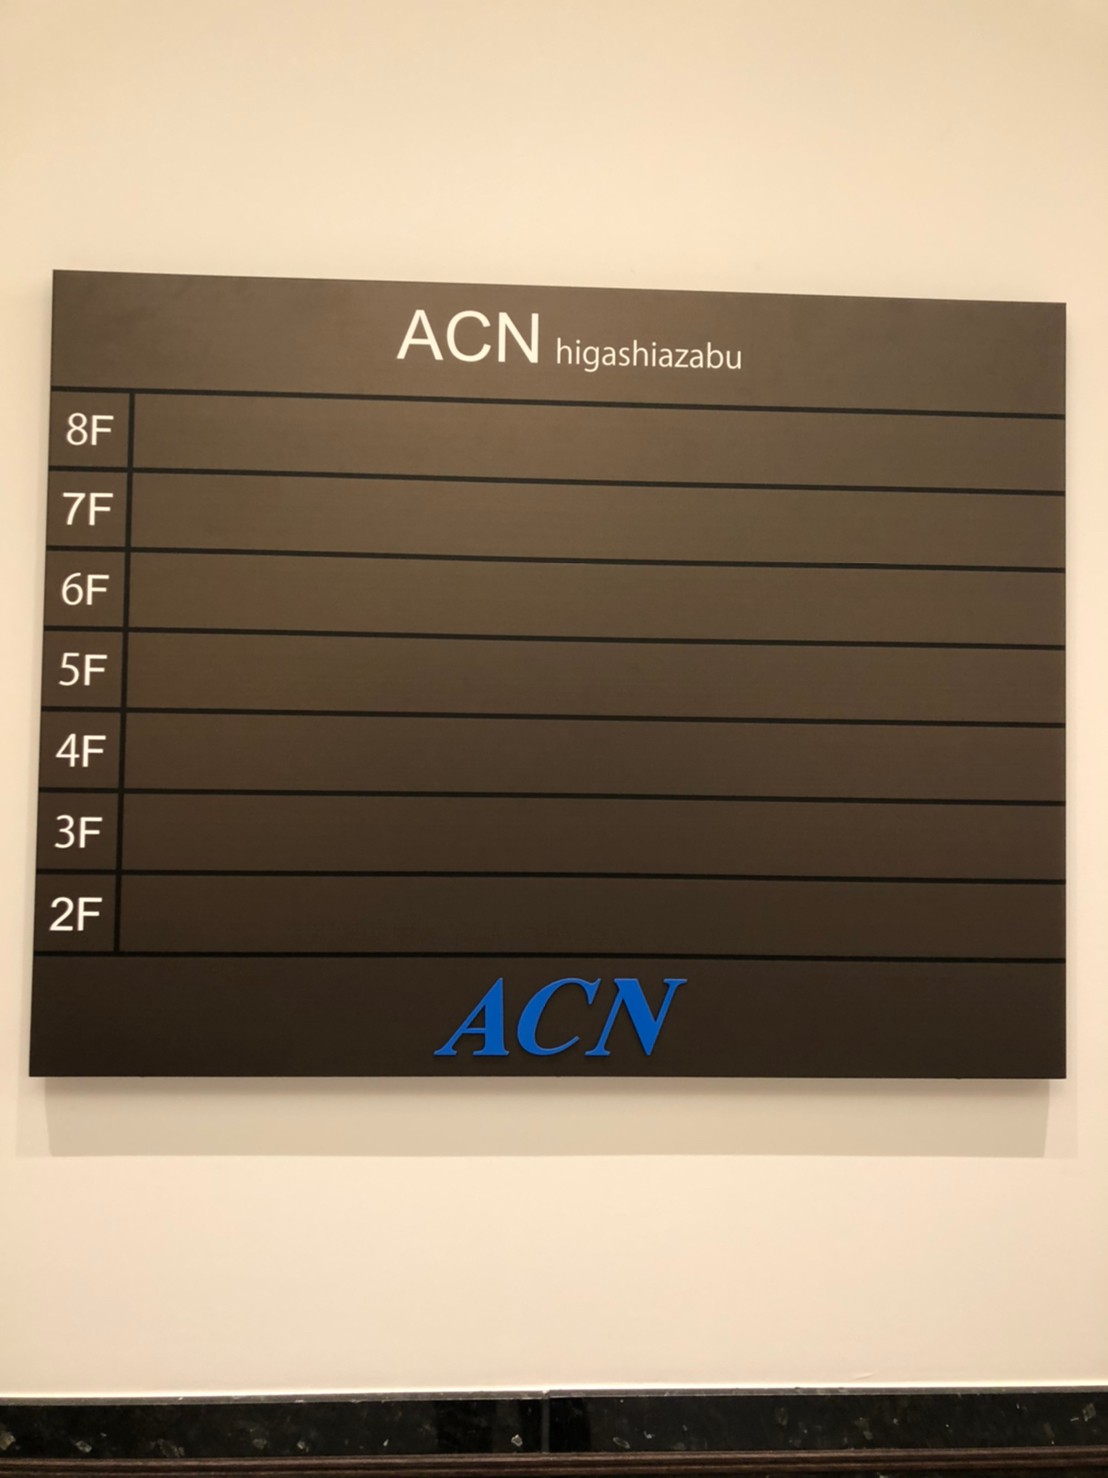 ACN higashiazabu
8F
7F
6F
5F
4F
3F
2F
ACN